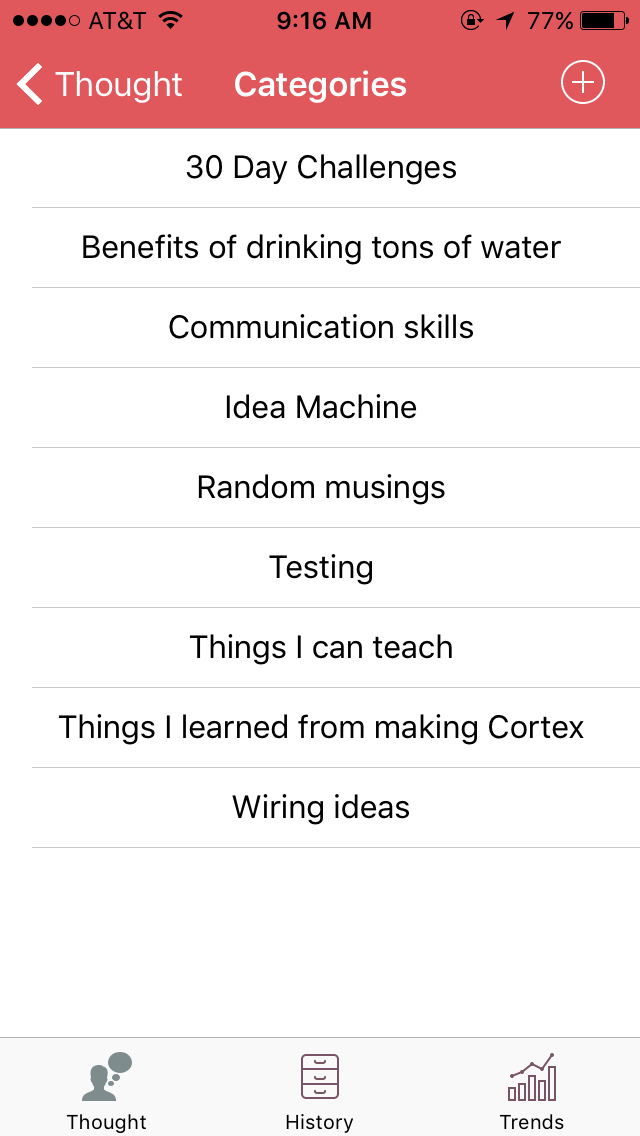 AT&T 9:16 AM 77%
Thought Categories
30 Day Challenges
Benefits of drinking tons of water
Communication skills
Idea Machine
Random musings
Testing
Things I can teach
Things I learned from making Cortex
Wiring ideas
Thought History Trends